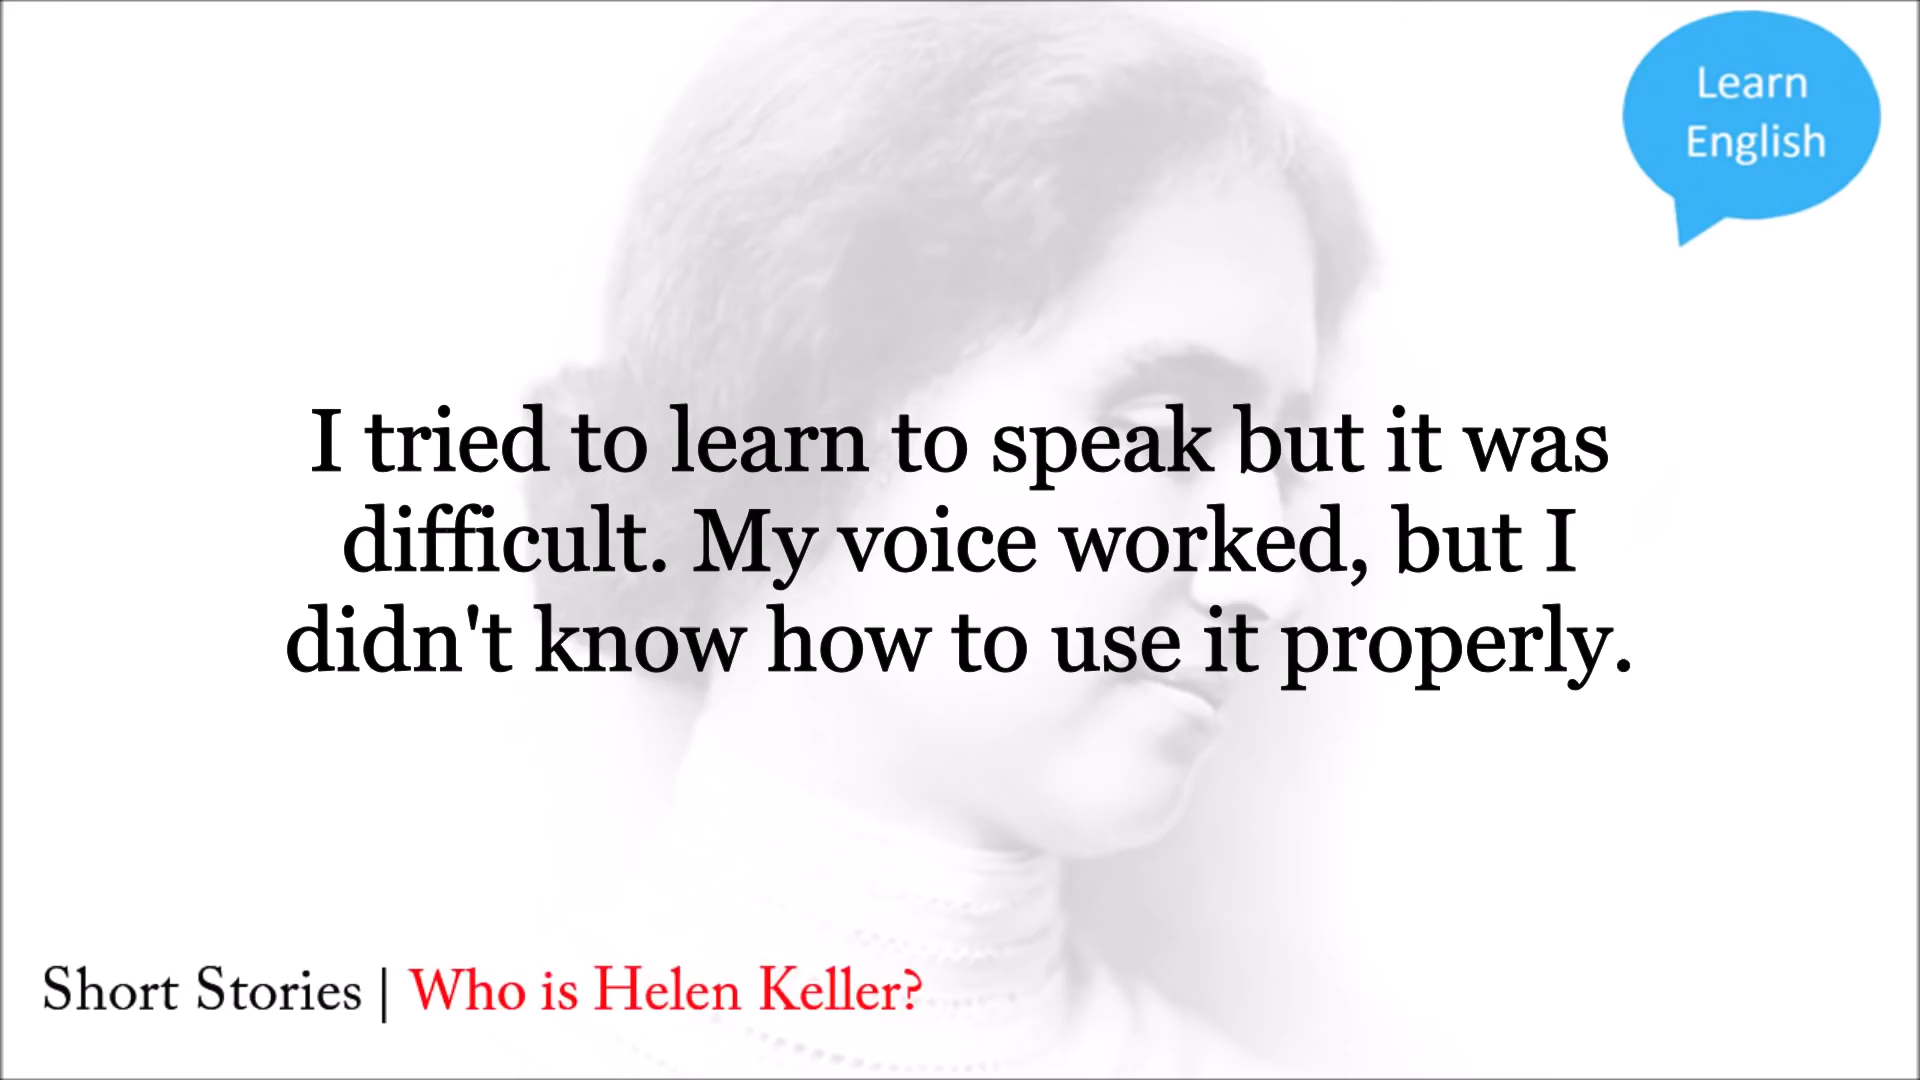 Learn
English
I tried to learn to speak but it was
difficult. My voice worked, but I
didn't know how to use it properly.
Short Stories | Who is Helen Keller?